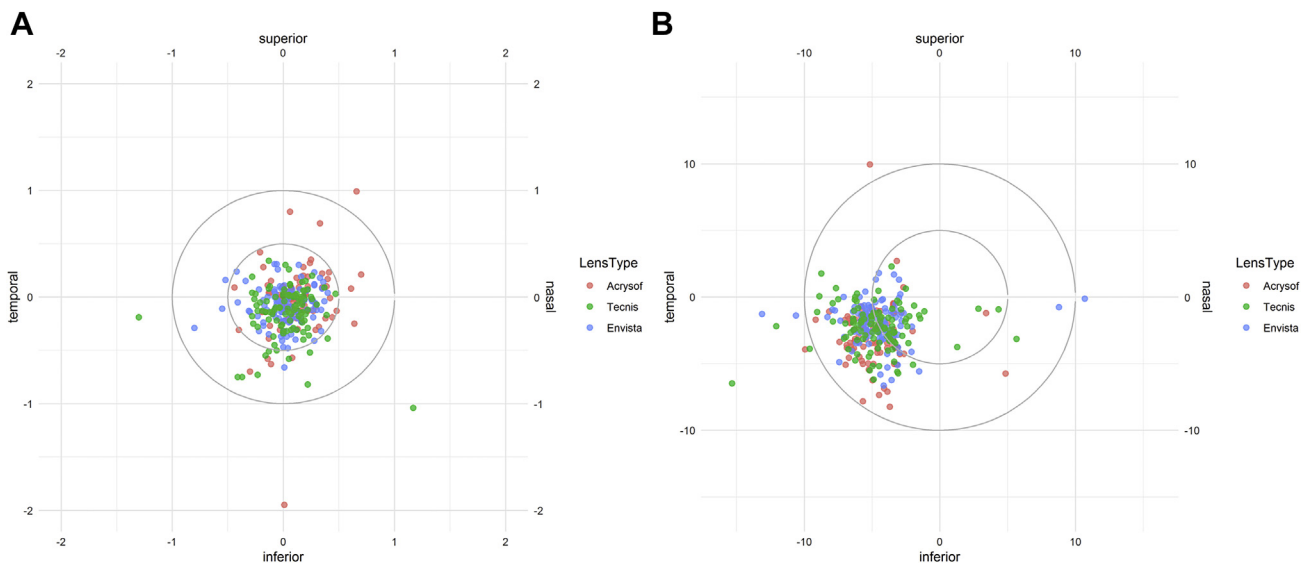 A
superior
-2 -1 0 1 2
2 2
1 1
temporal 0 0 nasal
-1 -1
-2 -2
-2 -1 0 1 2
inferior
LensType
Acrysof
Tecnis
Envista
B
superior
-10 0 10
10 10
temporal 0 0 nasal
-10 -10
-10 0 10
inferior
LensType
Acrysof
Tecnis
Envista